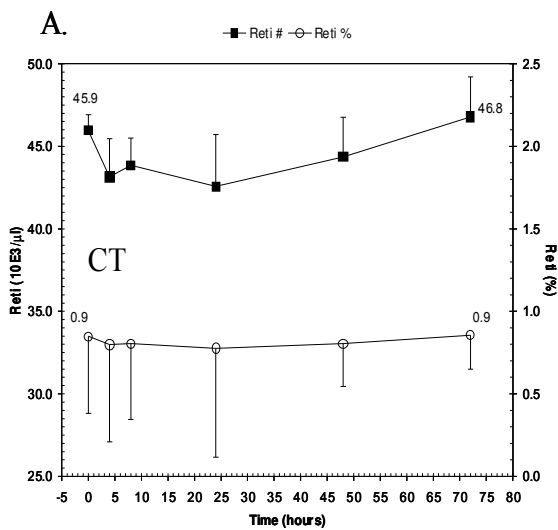 A.
Reti # Reti %
50.0 2.5
45.9
46.8
45.0 2.0
40.0 1.5
CT
Reti (10E3/µl) Reti (%)
35.0 1.0
0.9 0.9
30.0 0.5
25.0 0.0
-5 0 5 10 15 20 25 30 35 40 45 50 55 60 65 70 75 80
Time (hours)